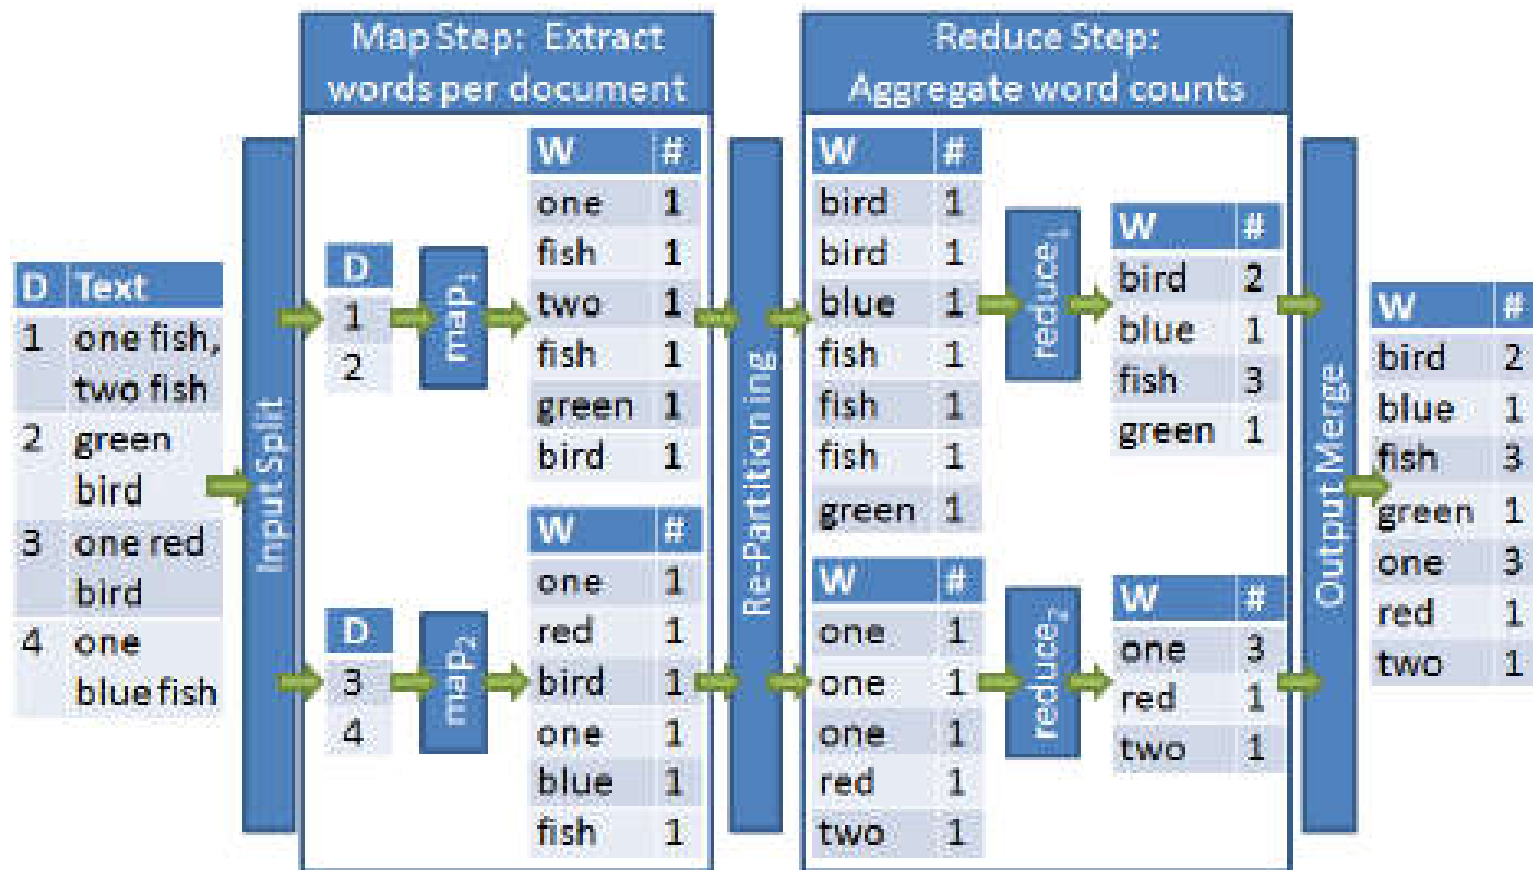 Map Step: Extract
words per document
Reduce Step:
Aggregate word counts
D Text
1 one fish,
two fish
2 green
bird
3 one red
bird
4 one
blue fish
Input Split
D
1
2
map1
W #
one 1
fish 1
two 1
fish 1
green 1
bird 1
D
3
4
map2
W #
one 1
red 1
bird 1
one 1
blue 1
fish 1
Re-Partitioning
W #
bird 1
bird 1
blue 1
fish 1
fish 1
fish 1
green 1
reduce1
W #
bird 2
blue 1
fish 3
green 1
W #
one 1
one 1
one 1
red 1
two 1
reduce2
W #
one 3
red 1
two 1
Output Merge
W #
bird 2
blue 1
fish 3
green 1
one 3
red 1
two 1